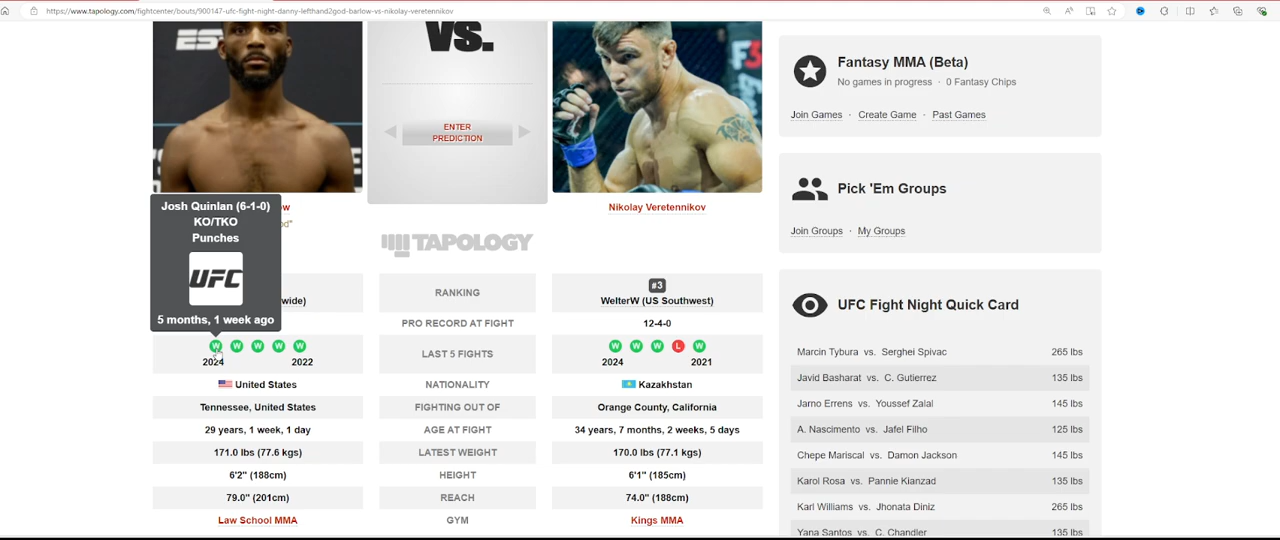 https://www.tapology.com/fightcenter/bouts/900147-ufc-fight-night-danny-lefthand2god-barlow-vs-nikolay-veretennikov
VS.
ENTER
PREDICTION
Josh Quinlan (6-1-0)
KO/TKO
Punches
UFC
5 months, 1 week ago
Nikolay Veretennikov
TAPOLOGY
wide)
RANKING
#3
WelterW (US Southwest)
PRO RECORD AT FIGHT
12-4-0
W W W W W
2024 2022
LAST 5 FIGHTS
W W W L W
2024 2021
United States
NATIONALITY
Kazakhstan
Tennessee, United States
FIGHTING OUT OF
Orange County, California
29 years, 1 week, 1 day
AGE AT FIGHT
34 years, 7 months, 2 weeks, 5 days
171.0 lbs (77.6 kgs)
LATEST WEIGHT
170.0 lbs (77.1 kgs)
6'2" (188cm)
HEIGHT
6'1" (185cm)
79.0" (201cm)
REACH
74.0" (188cm)
Law School MMA
GYM
Kings MMA
Fantasy MMA (Beta)
No games in progress · 0 Fantasy Chips
Join Games · Create Game · Past Games
Pick 'Em Groups
Join Groups · My Groups
UFC Fight Night Quick Card
Marcin Tybura vs. Serghei Spivac 265 lbs
Javid Basharat vs. C. Gutierrez 135 lbs
Jarno Errens vs. Youssef Zalal 145 lbs
A. Nascimento vs. Jafel Filho 125 lbs
Chepe Mariscal vs. Damon Jackson 145 lbs
Karol Rosa vs. Pannie Kianzad 135 lbs
Karl Williams vs. Jhonata Diniz 265 lbs
Yana Santos vs. C. Chandler 135 lbs